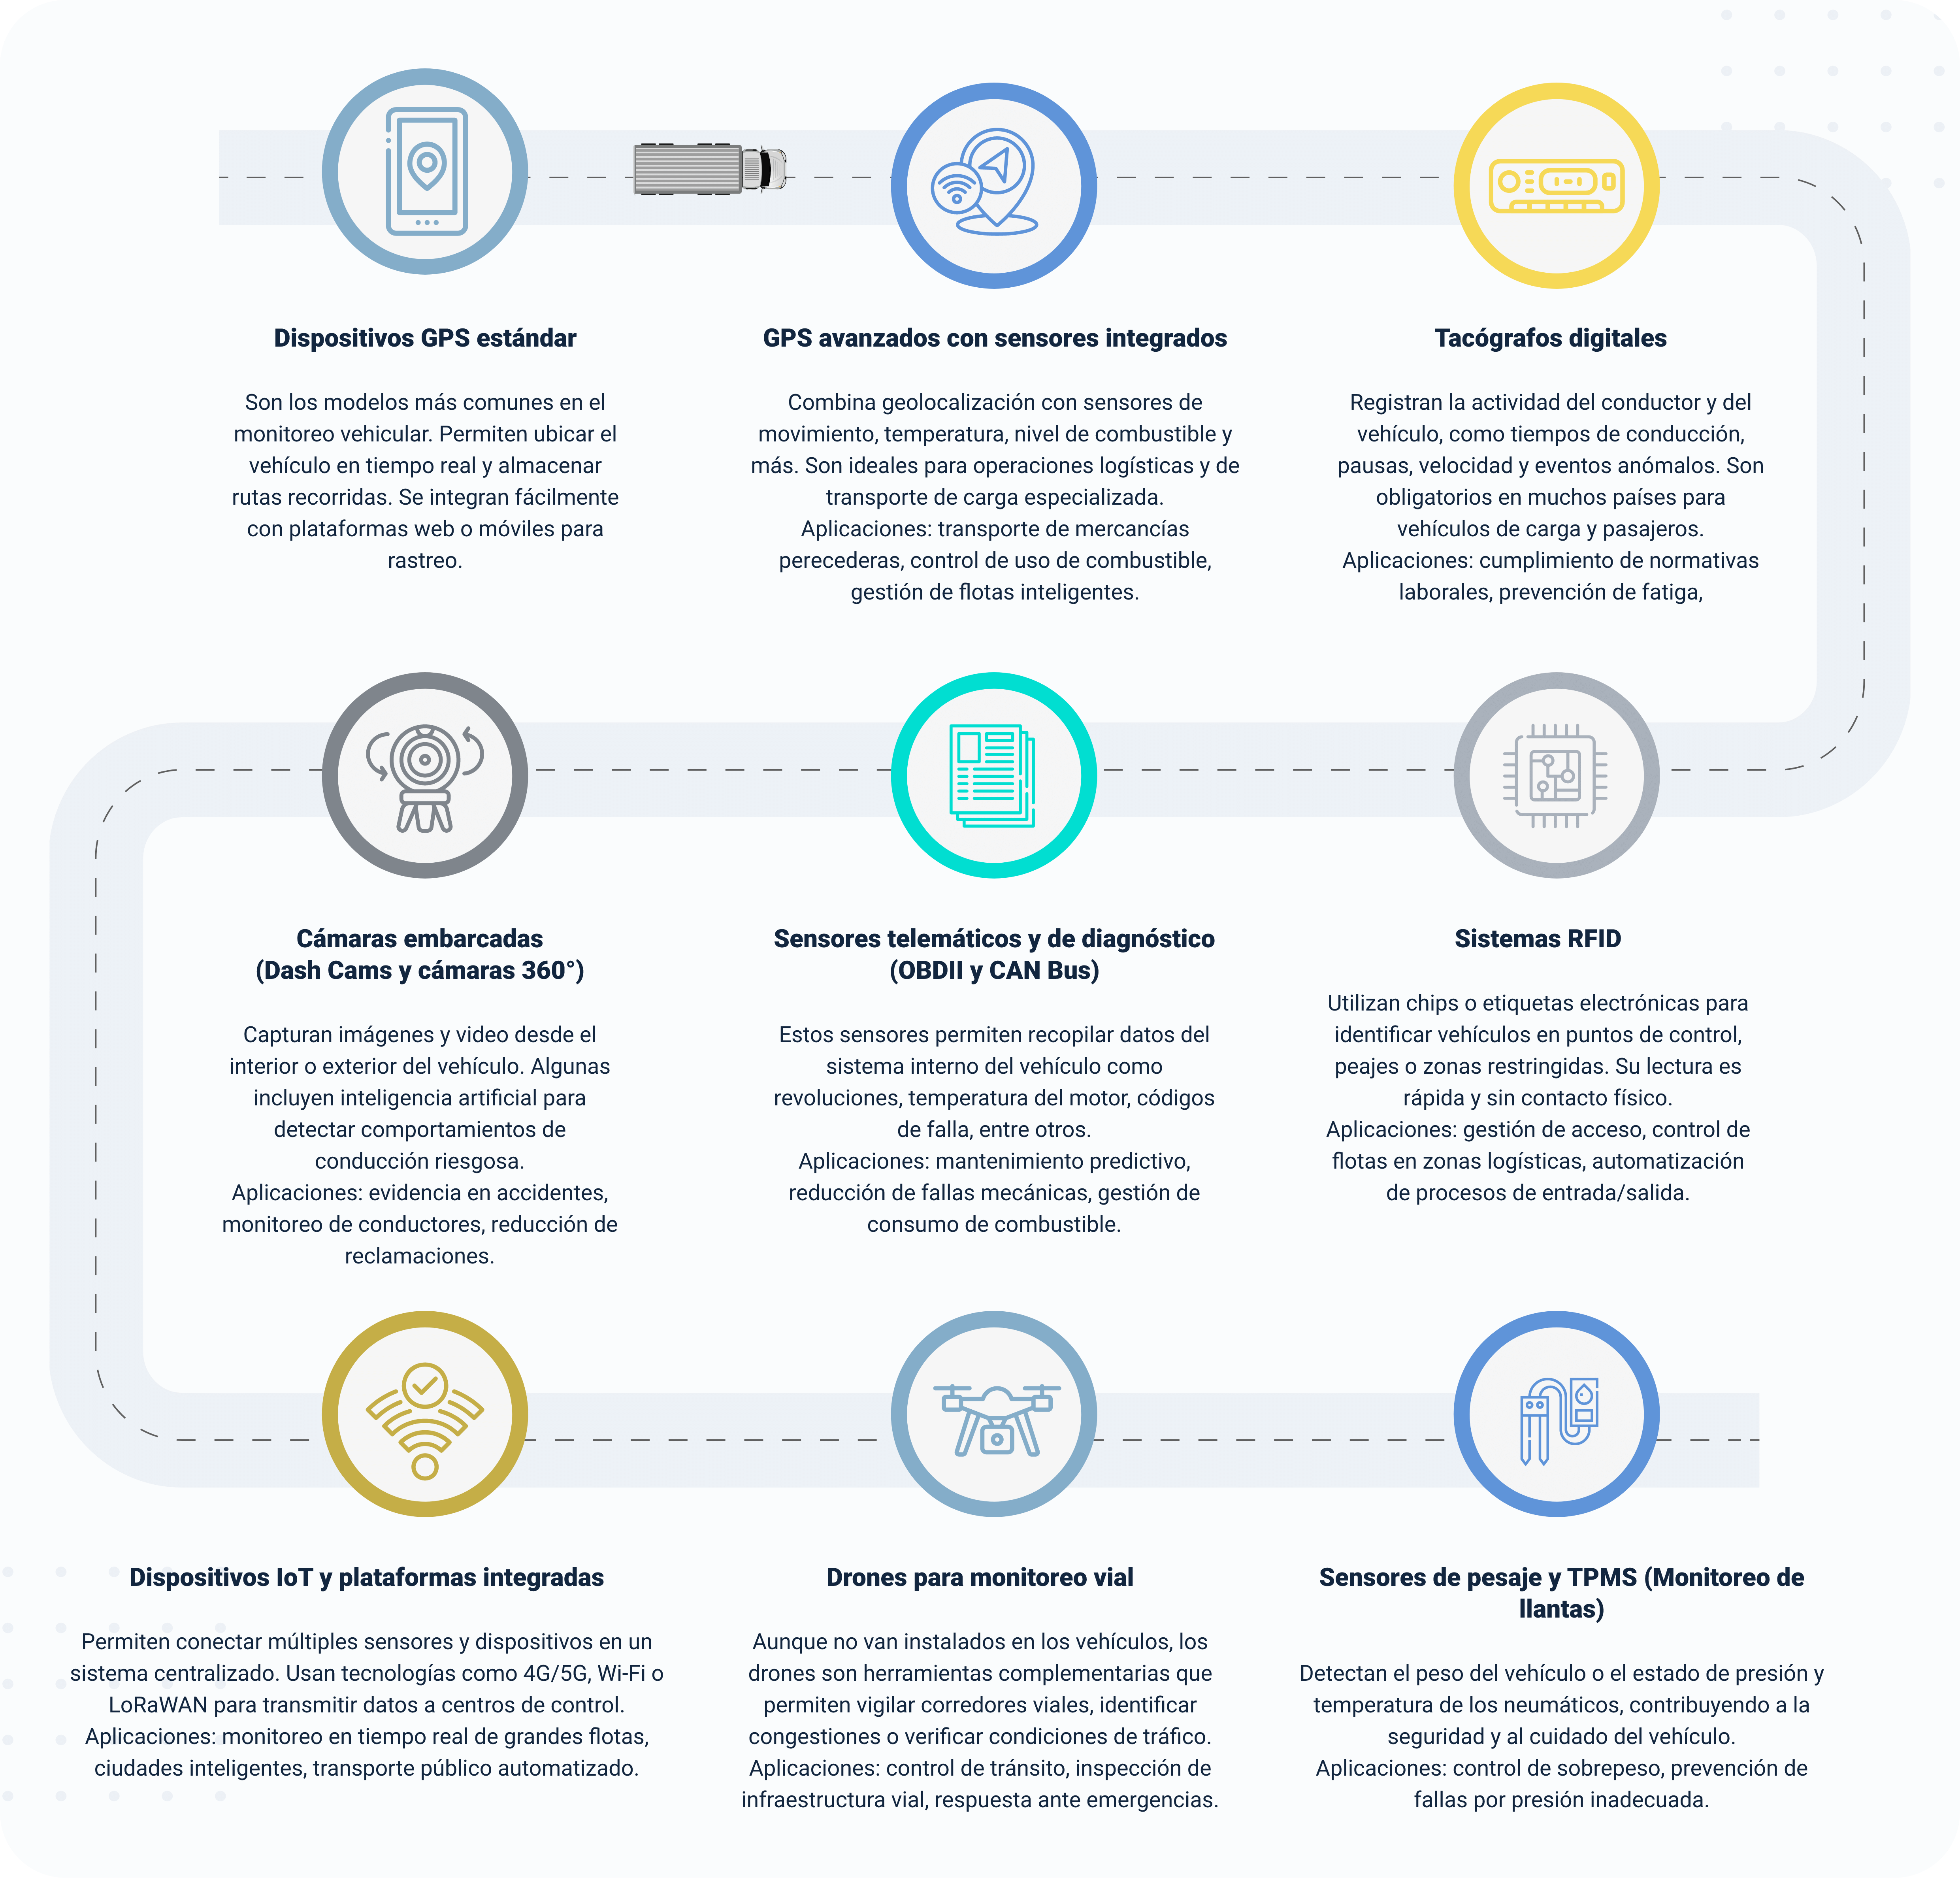 Dispositivos GPS estándar
Son los modelos más comunes en el
monitoreo vehicular. Permiten ubicar el
vehículo en tiempo real y almacenar
rutas recorridas. Se integran fácilmente
con plataformas web o móviles para
rastreo.
GPS avanzados con sensores integrados
Combina geolocalización con sensores de
movimiento, temperatura, nivel de combustible y
más. Son ideales para operaciones logísticas y de
transporte de carga especializada.
Aplicaciones: transporte de mercancías
perecederas, control de uso de combustible,
gestión de flotas inteligentes.
Tacógrafos digitales
Registran la actividad del conductor y del
vehículo, como tiempos de conducción,
pausas, velocidad y eventos anómalos. Son
obligatorios en muchos países para
vehículos de carga y pasajeros.
Aplicaciones: cumplimiento de normativas
laborales, prevención de fatiga,
Cámaras embarcadas
(Dash Cams y cámaras 360°)
Capturan imágenes y video desde el
interior o exterior del vehículo. Algunas
incluyen inteligencia artificial para
detectar comportamientos de
conducción riesgosa.
Aplicaciones: evidencia en accidentes,
monitoreo de conductores, reducción de
reclamaciones.
Sensores telemáticos y de diagnóstico
(OBDII y CAN Bus)
Estos sensores permiten recopilar datos del
sistema interno del vehículo como
revoluciones, temperatura del motor, códigos
de falla, entre otros.
Aplicaciones: mantenimiento predictivo,
reducción de fallas mecánicas, gestión de
consumo de combustible.
Sistemas RFID
Utilizan chips o etiquetas electrónicas para
identificar vehículos en puntos de control,
peajes o zonas restringidas. Su lectura es
rápida y sin contacto físico.
Aplicaciones: gestión de acceso, control de
flotas en zonas logísticas, automatización
de procesos de entrada/salida.
Dispositivos IoT y plataformas integradas
Permiten conectar múltiples sensores y dispositivos en un
sistema centralizado. Usan tecnologías como 4G/5G, Wi-Fi o
LoRaWAN para transmitir datos a centros de control.
Aplicaciones: monitoreo en tiempo real de grandes flotas,
ciudades inteligentes, transporte público automatizado.
Drones para monitoreo vial
Aunque no van instalados en los vehículos, los
drones son herramientas complementarias que
permiten vigilar corredores viales, identificar
congestiones o verificar condiciones de tráfico.
Aplicaciones: control de tránsito, inspección de
infraestructura vial, respuesta ante emergencias.
Sensores de pesaje y TPMS (Monitoreo de
llantas)
Detectan el peso del vehículo o el estado de presión y
temperatura de los neumáticos, contribuyendo a la
seguridad y al cuidado del vehículo.
Aplicaciones: control de sobrepeso, prevención de
fallas por presión inadecuada.